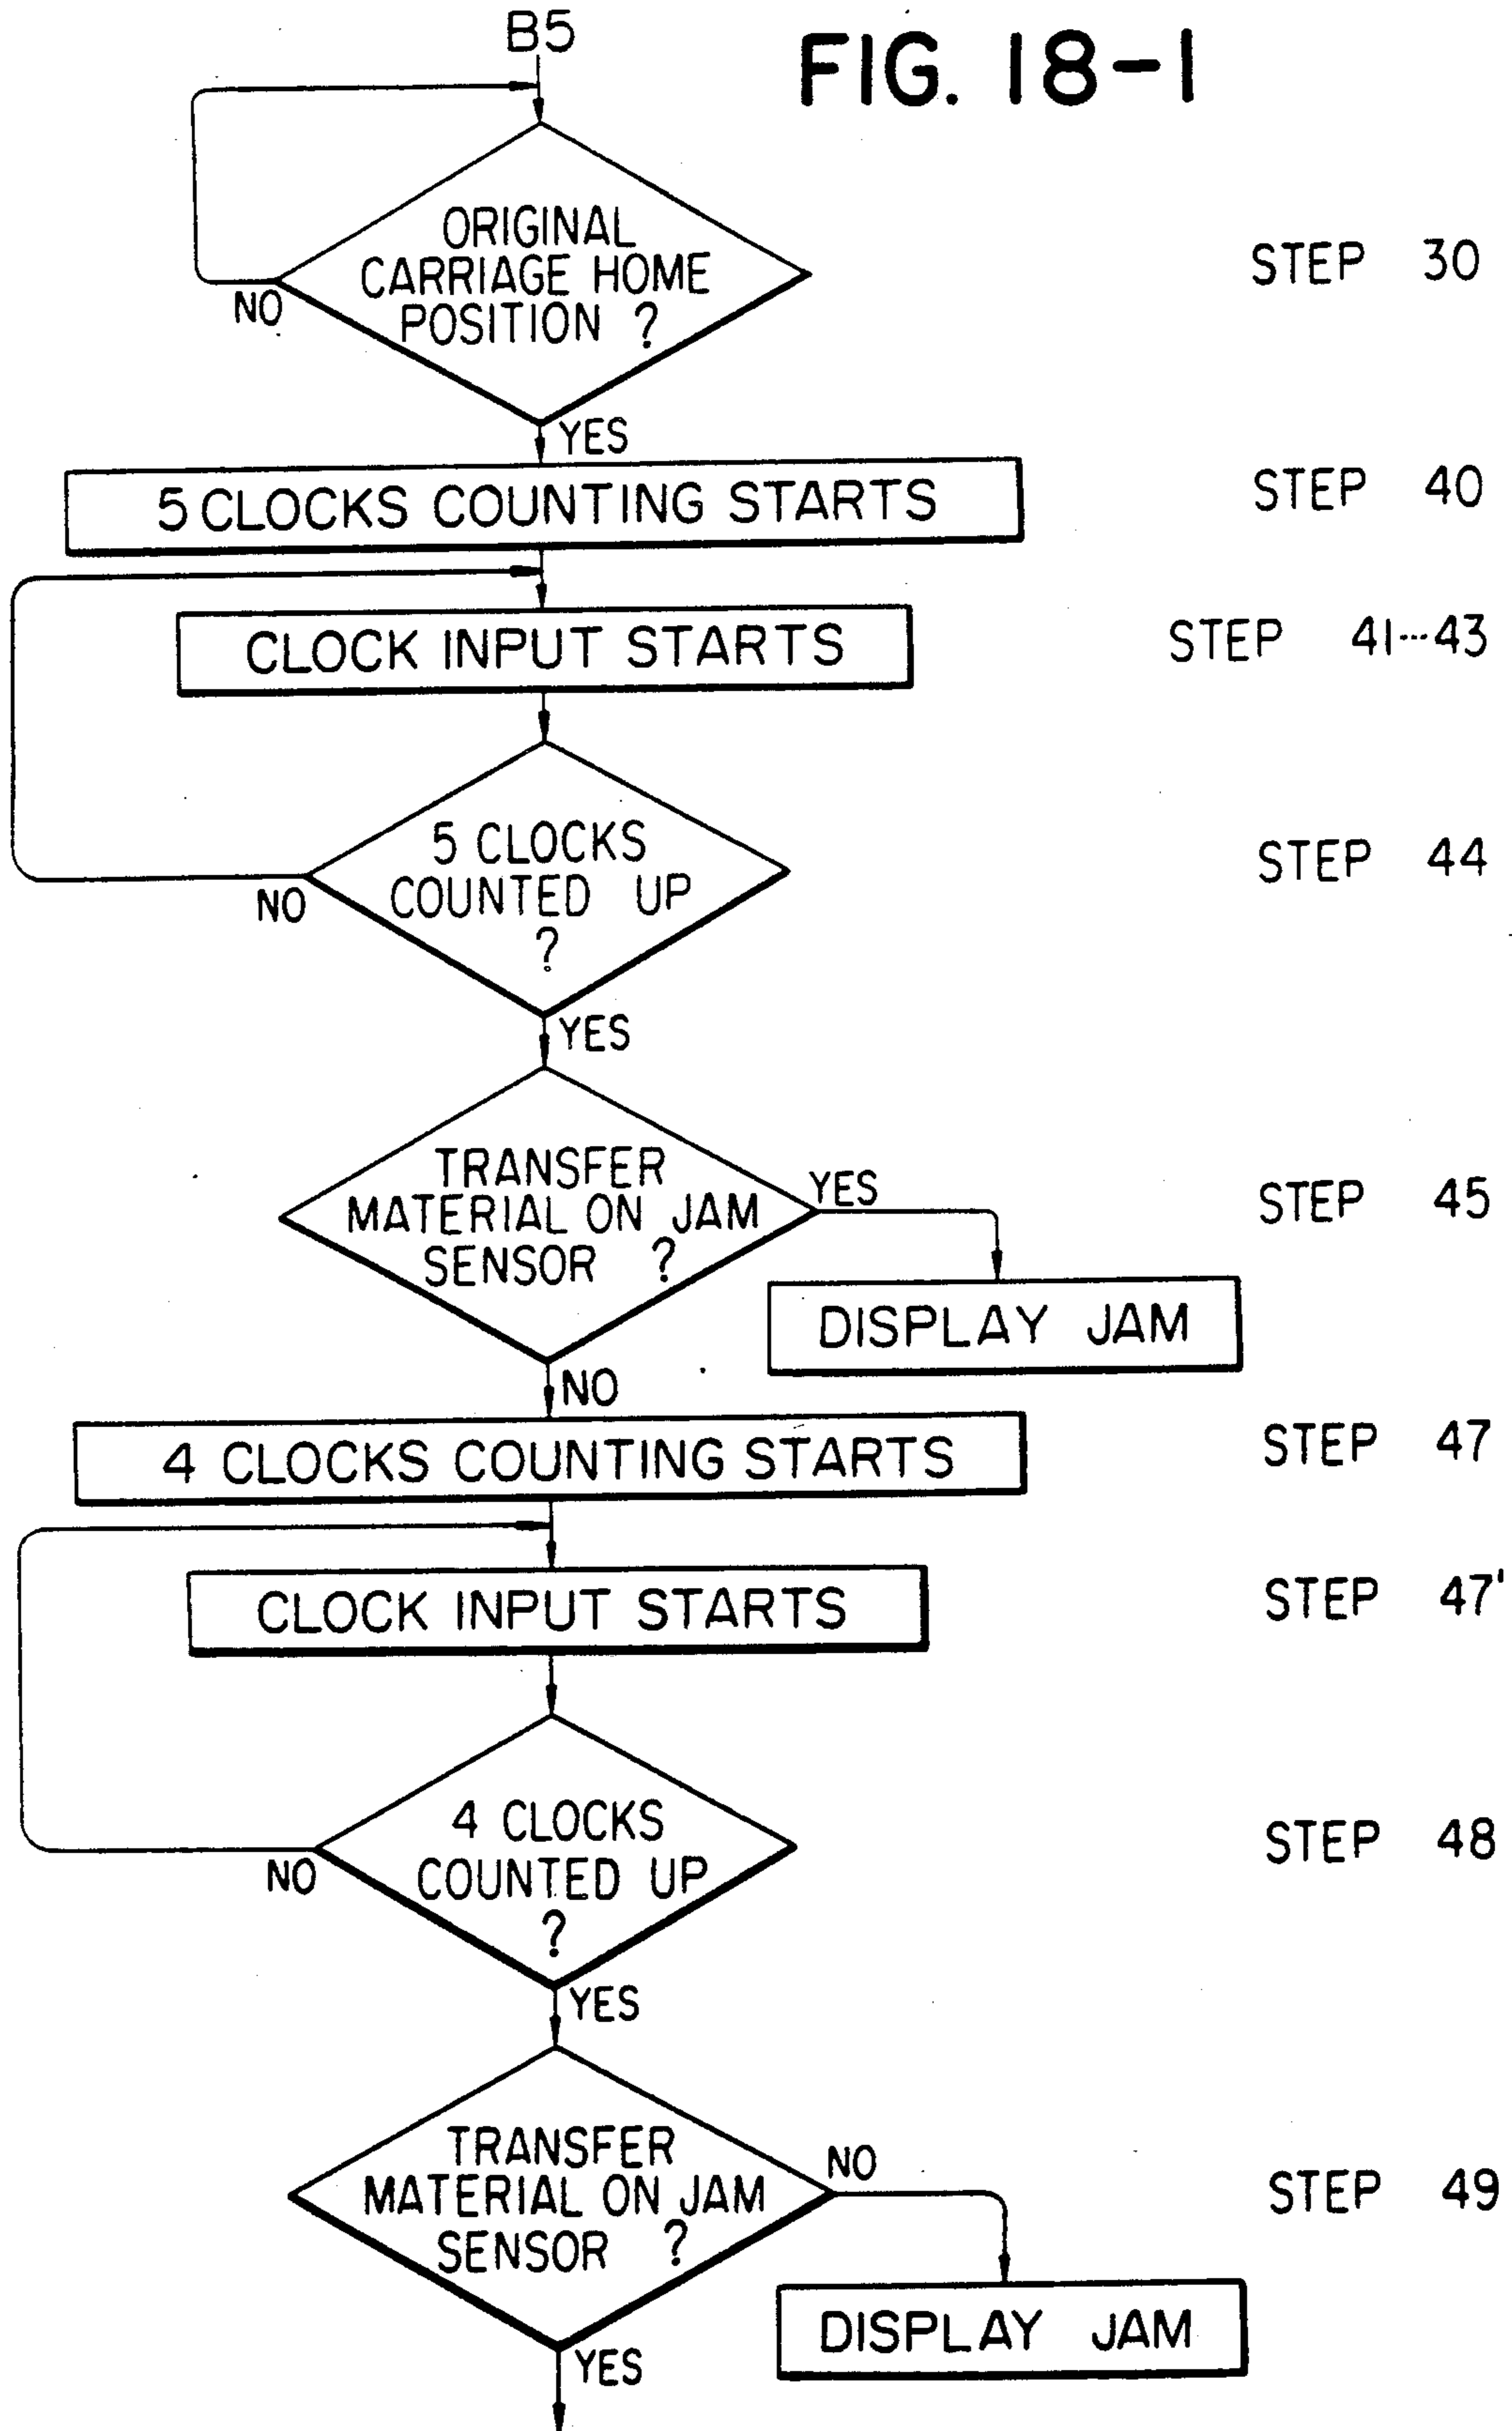 B5
FIG. 18-1
ORIGINAL
CARRIAGE HOME
POSITION ?
STEP 30
NO
YES
5 CLOCKS COUNTING STARTS
STEP 40
CLOCK INPUT STARTS
STEP 41---43
5 CLOCKS
COUNTED UP
?
STEP 44
NO
YES
TRANSFER
MATERIAL ON JAM
SENSOR ?
YES
STEP 45
DISPLAY JAM
NO
4 CLOCKS COUNTING STARTS
STEP 47
CLOCK INPUT STARTS
STEP 47'
4 CLOCKS
COUNTED UP
?
STEP 48
NO
YES
TRANSFER
MATERIAL ON JAM
SENSOR ?
NO
STEP 49
DISPLAY JAM
YES